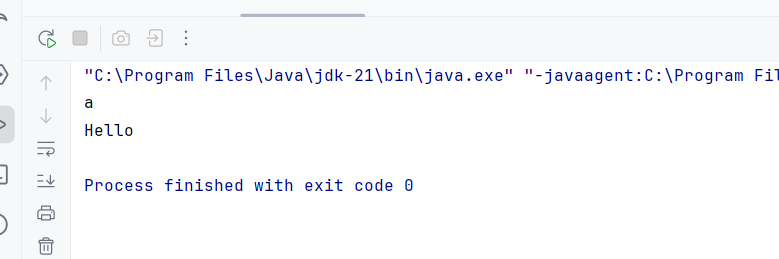 "C:\Program Files\Java\jdk-21\bin\java.exe" "-javaagent:C:\Program Fil
a
Hello
Process finished with exit code 0